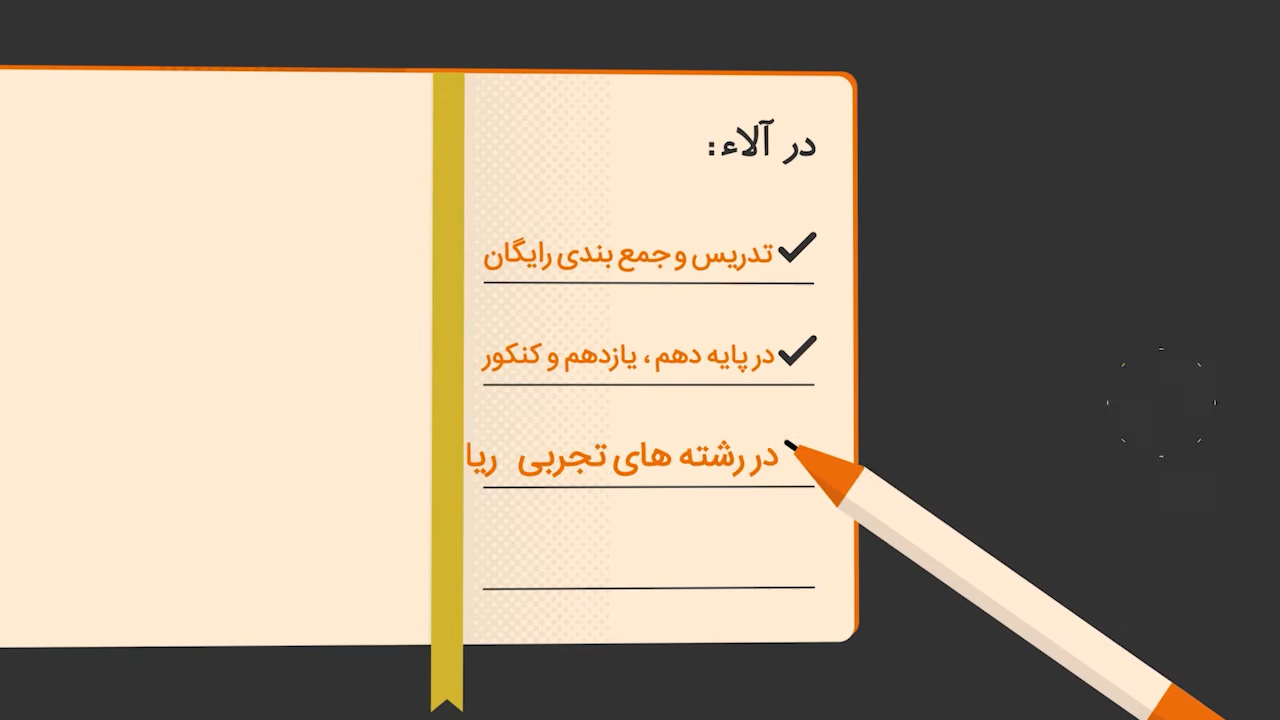 در آلاء:
تدریس و جمع بندی رایگان
در پایه دهم ، یازدهم و کنکور
در رشته های تجربی ریا